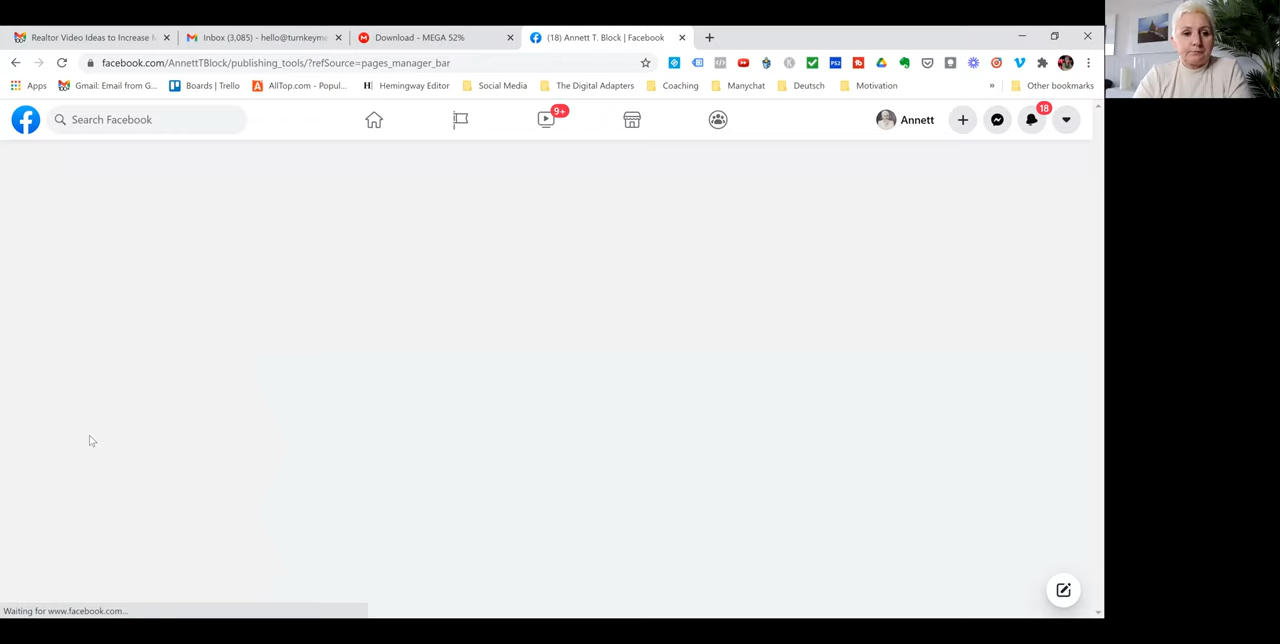 Realtor Video Ideas to Increase
Inbox (3,085) - hello@turnkeyme
Download - MEGA 52%
(18) Annett T. Block | Facebook
facebook.com/AnnettTBlock/publishing_tools/?refSource=pages_manager_bar
Apps
Gmail: Email from G...
Boards | Trello
AllTop.com - Popul...
H
Hemingway Editor
Social Media
The Digital Adapters
Coaching
Manychat
Deutsch
Motivation
»
Other bookmarks
Search Facebook
9+
Annett
18
Waiting for www.facebook.com...